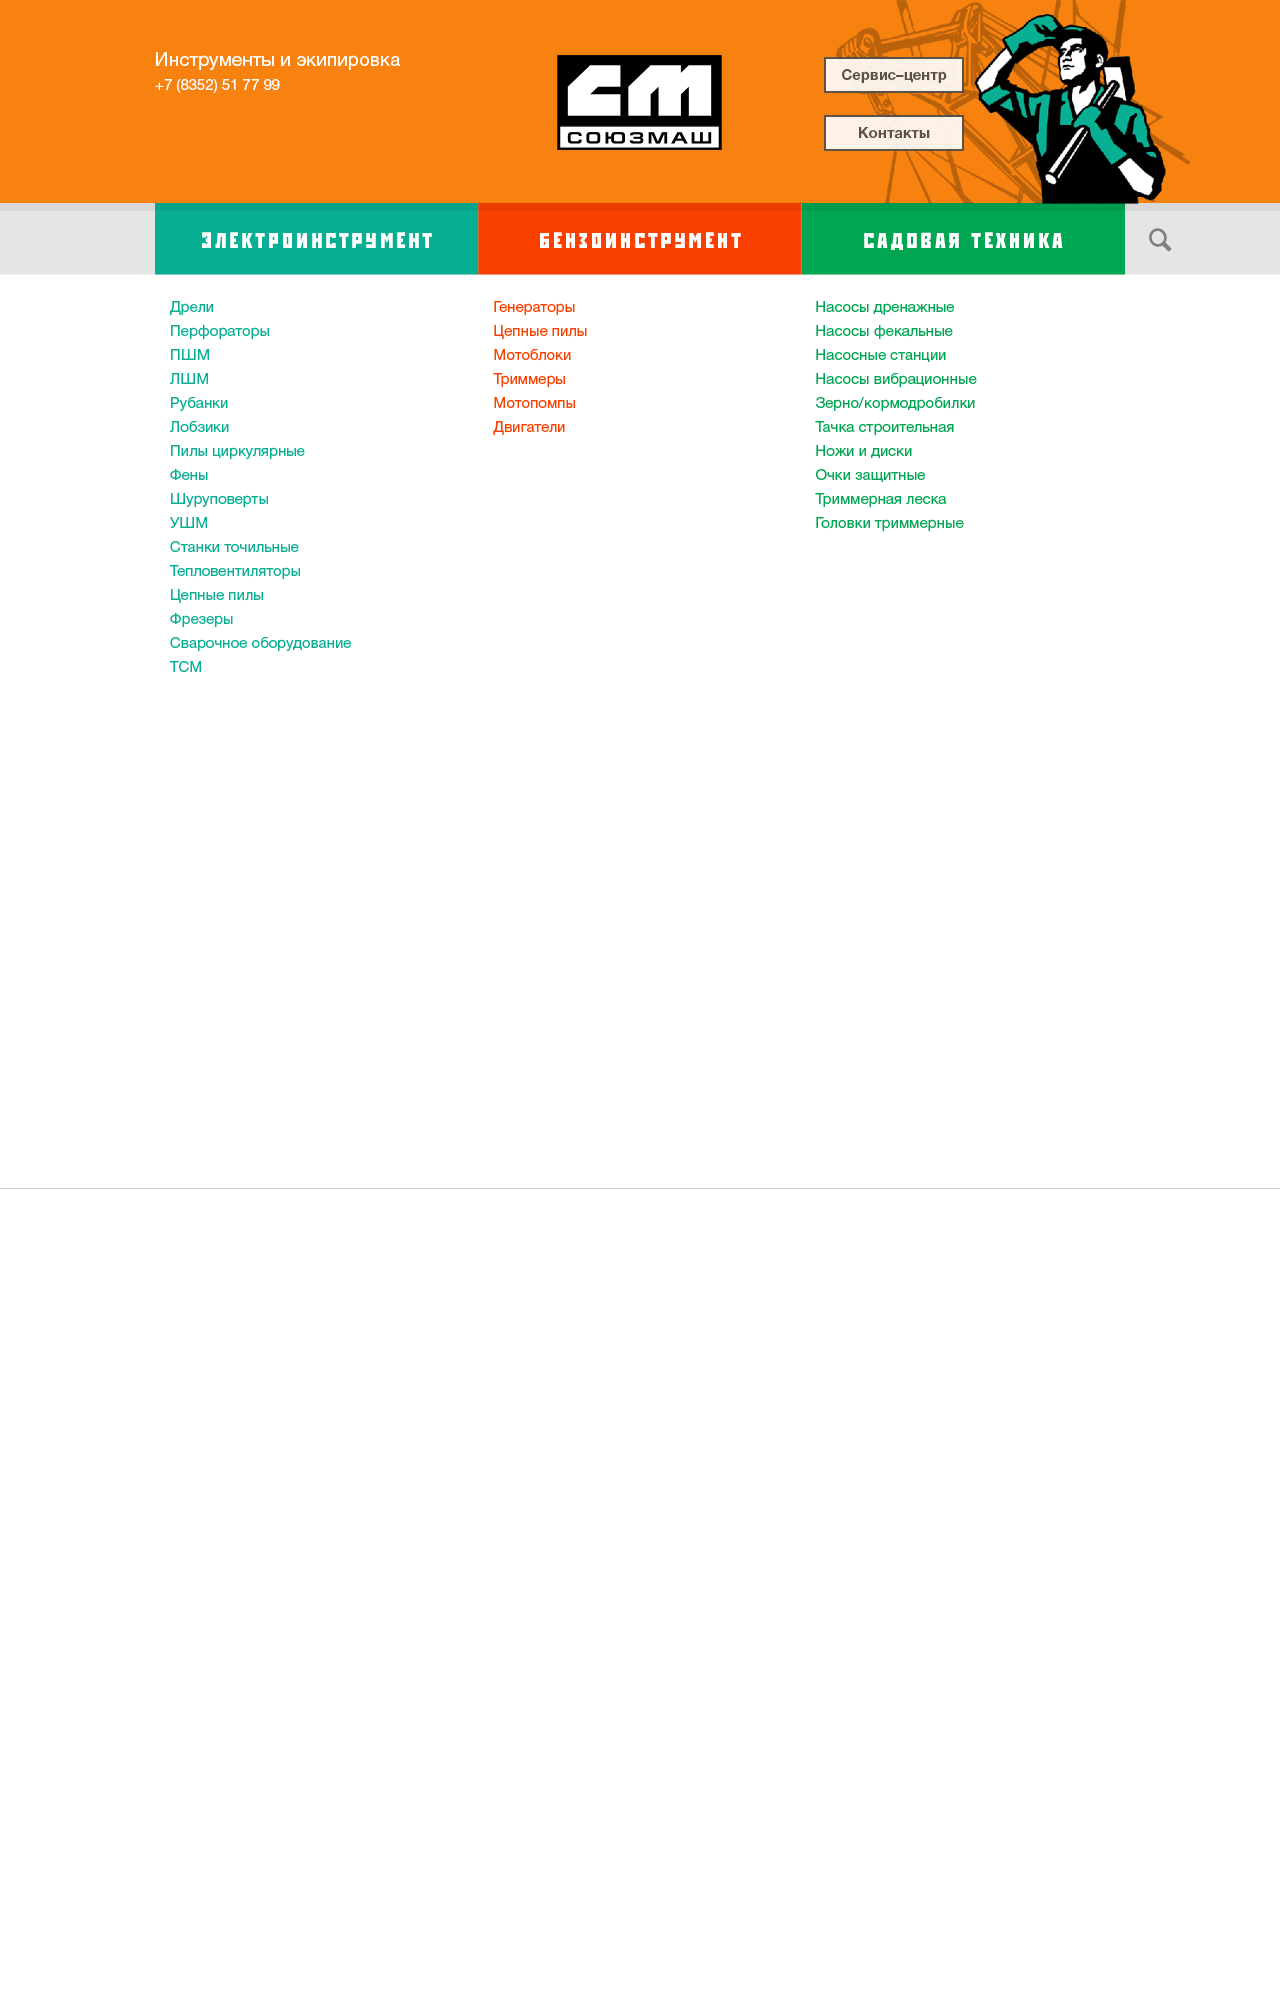 Инструменты и экипировка
+7 (8352) 51 77 99
СМ
СОЮЗМАШ
Сервис–центр
Контакты
ЭЛЕКТРОИНСТРУМЕНТ
БЕНЗОИНСТРУМЕНТ
САДОВАЯ ТЕХНИКА
Дрели
Перфораторы
ПШМ
ЛШМ
Рубанки
Лобзики
Пилы циркулярные
Фены
Шуруповерты
УШМ
Станки точильные
Тепловентиляторы
Цепные пилы
Фрезеры
Сварочное оборудование
ТСМ
Генераторы
Цепные пилы
Мотоблоки
Триммеры
Мотопомпы
Двигатели
Насосы дренажные
Насосы фекальные
Насосные станции
Насосы вибрационные
Зерно/кормодробилки
Тачка строительная
Ножи и диски
Очки защитные
Триммерная леска
Головки триммерные